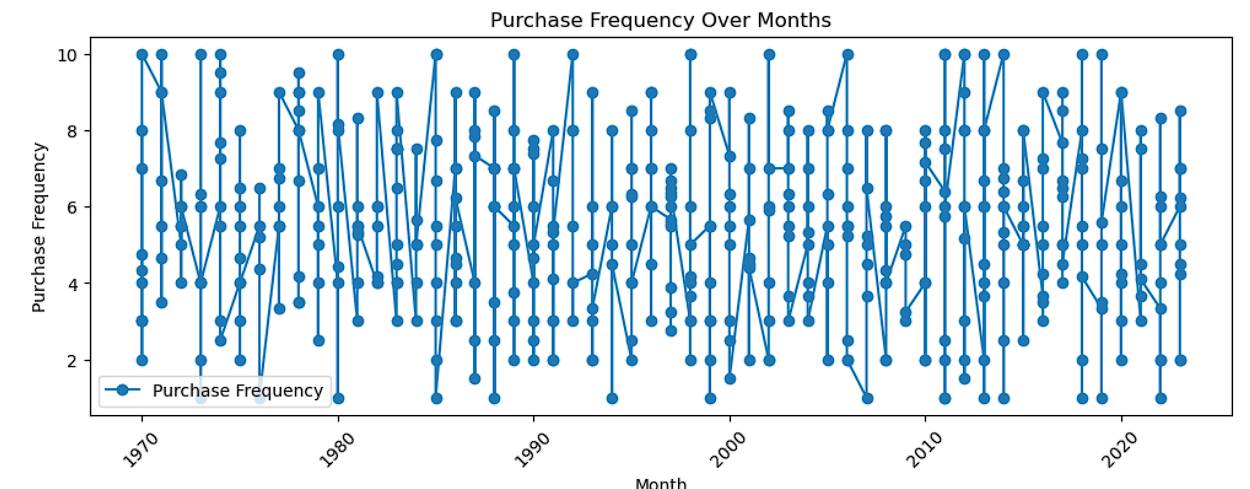 Purchase Frequency Over Months
Purchase Frequency
10
8
6
4
2
Purchase Frequency
1970
1980
1990
2000
2010
2020
Month